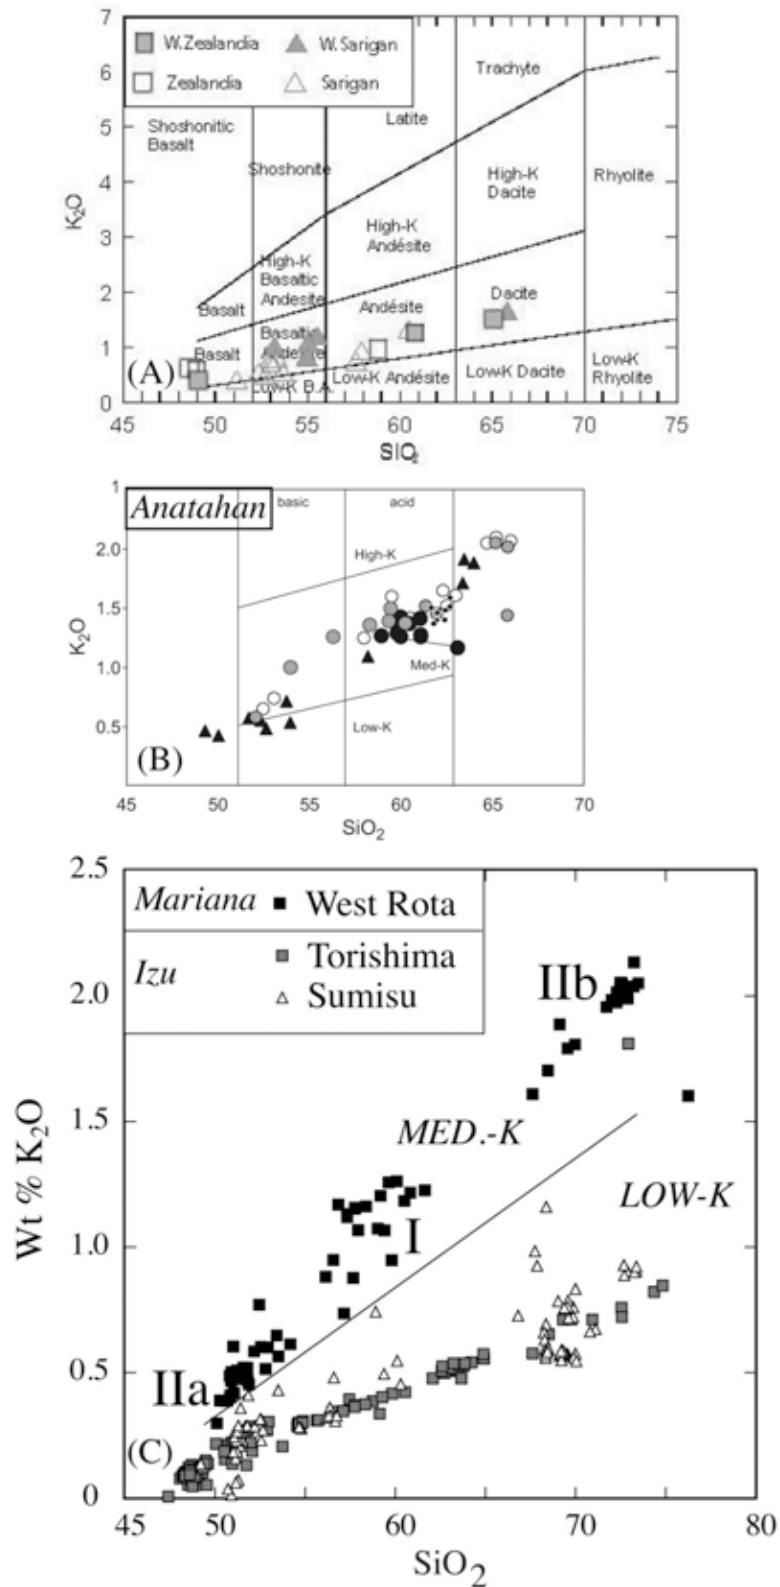 7
6
5
4
3
2
1
0
K2O
W.Zealandia
W.Sarigan
Zealandia
Sarigan
Trachyte
Shoshonitic
Basalt
Latite
Shoshonite
High-K
Dacite
Rhyolite
High-K
Andésite
High-K
Basaltic
Andesite
Basalt
Andésite
Dacite
Basaltic
Andesite
Basalt
(A)
Low-K B.A.
Low-K Andésite
Low-K Dacite
Low-K
Rhyolite
45 50 55 60 65 70 75
SIO2
1
Anatahan
basic
acid
2.0
High-K
1.5
K2O
1.0
Med-K
0.5
Low-K
(B)
45 50 55 60 65 70
SiO2
2.5
Mariana
West Rota
Izu
Torishima
Sumisu
2.0
IIb
1.5
MED.-K
Wt % K2O
LOW-K
1.0
I
0.5
IIa
(C)
0
45 50 60 70 80
SiO2